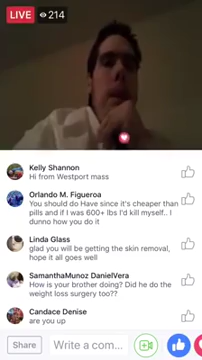 LIVE 214
Kelly Shannon
Hi from Westport mass
Orlando M. Figueroa
You should do Have since it's cheaper than
pills and if I was 600+ lbs I'd kill myself.. I
dunno how you do it
Linda Glass
glad you will be getting the skin removal,
hope it all goes well
SamanthaMunoz DanielVera
How is your brother doing? Did he do the
weight loss surgery too??
Candace Denise
are you up
Share Write a com...